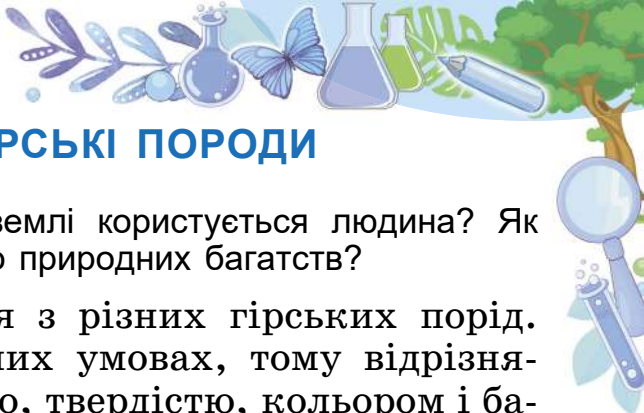 РСЬКІ ПОРОДИ
землі користується людина? Як
природних багатств?
я з різних гірських порід.
них умовах, тому відрізня-
ю, твердістю, кольором і ба-